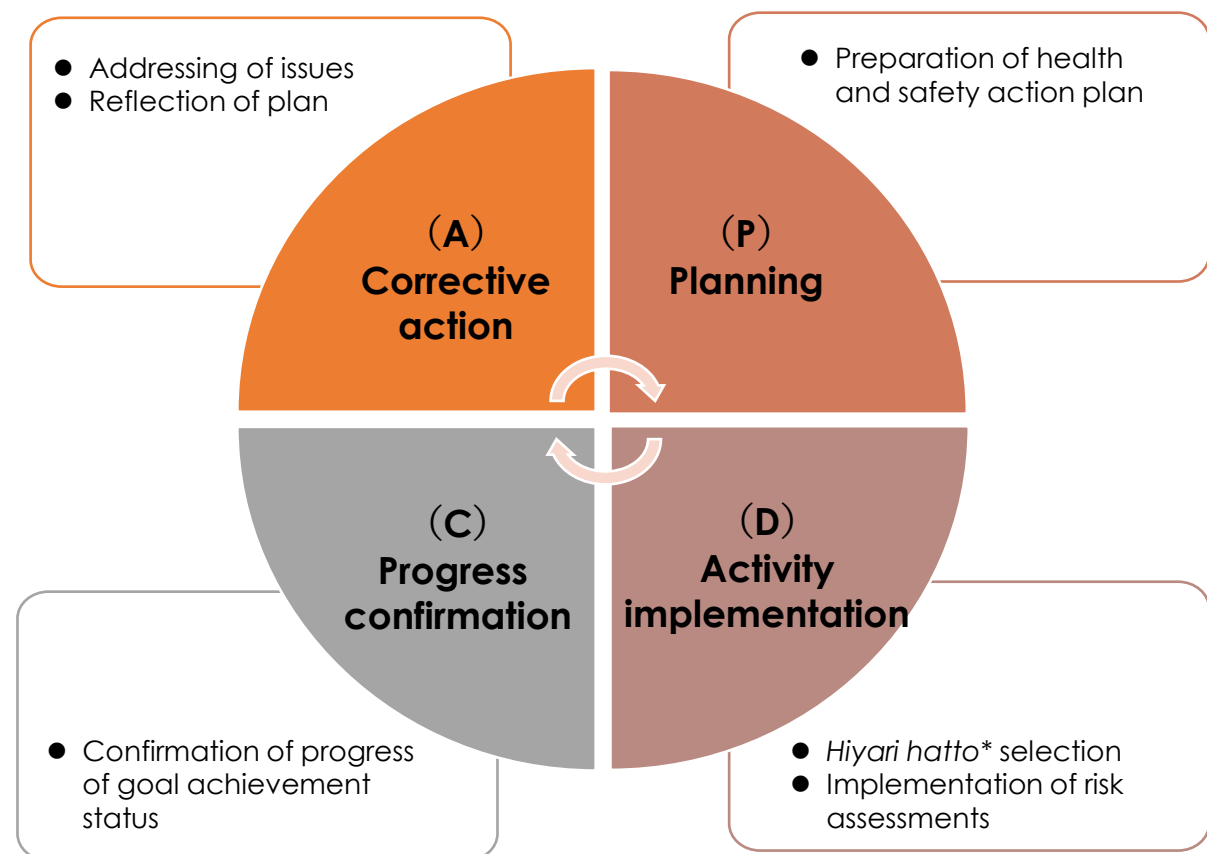 ● Addressing of issues
● Reflection of plan
● Preparation of health
and safety action plan
（A）
Corrective
action
（P）
Planning
（C）
Progress
confirmation
（D）
Activity
implementation
● Confirmation of progress
of goal achievement
status
● Hiyari hatto* selection
● Implementation of risk
assessments